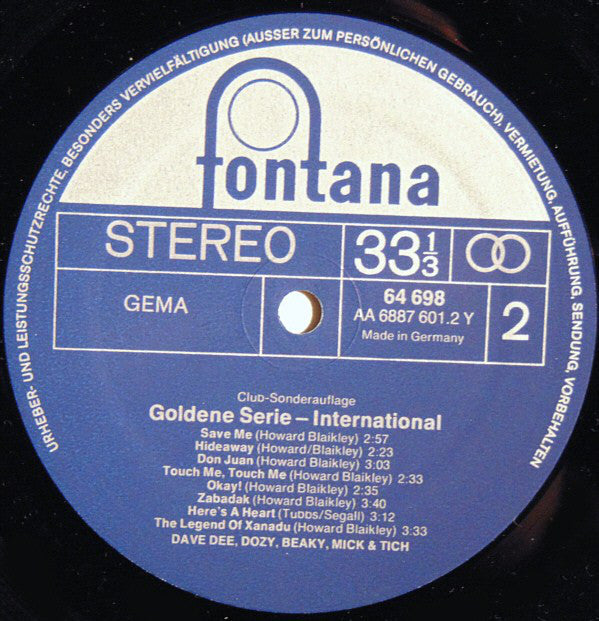 URHEBER- UND LEISTUNGSSCHUTZRECHTE, BESONDERS VERVIELFÄLTIGUNG (AUSSER ZUM PERSÖNLICHEN GEBRAUCH), VERMIETUNG, AUFFÜHRUNG, SENDUNG, VORBEHALTEN
fontana
STEREO
33 1/3
GEMA
64 698
AA 6887 601.2 Y
Made in Germany
2
Club-Sonderauflage
Goldene Serie – International
Save Me (Howard Blaikley) 2:57
Hideaway (Howard/Blaikley) 2:23
Don Juan (Howard Blaikley) 3:03
Touch Me, Touch Me (Howard Blaikley) 2:33
Okay! (Howard Blaikley) 2:35
Zabadak (Howard Blaikley) 3:40
Here's A Heart (Tubbs/Segall) 3:12
The Legend Of Xanadu (Howard Blaikley) 3:33
DAVE DEE, DOZY, BEAKY, MICK & TICH